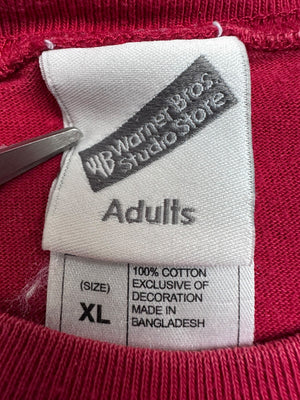 WB Warner Bros.
Studio Store
Adults
(SIZE)
XL
100% COTTON
EXCLUSIVE OF
DECORATION
MADE IN
BANGLADESH